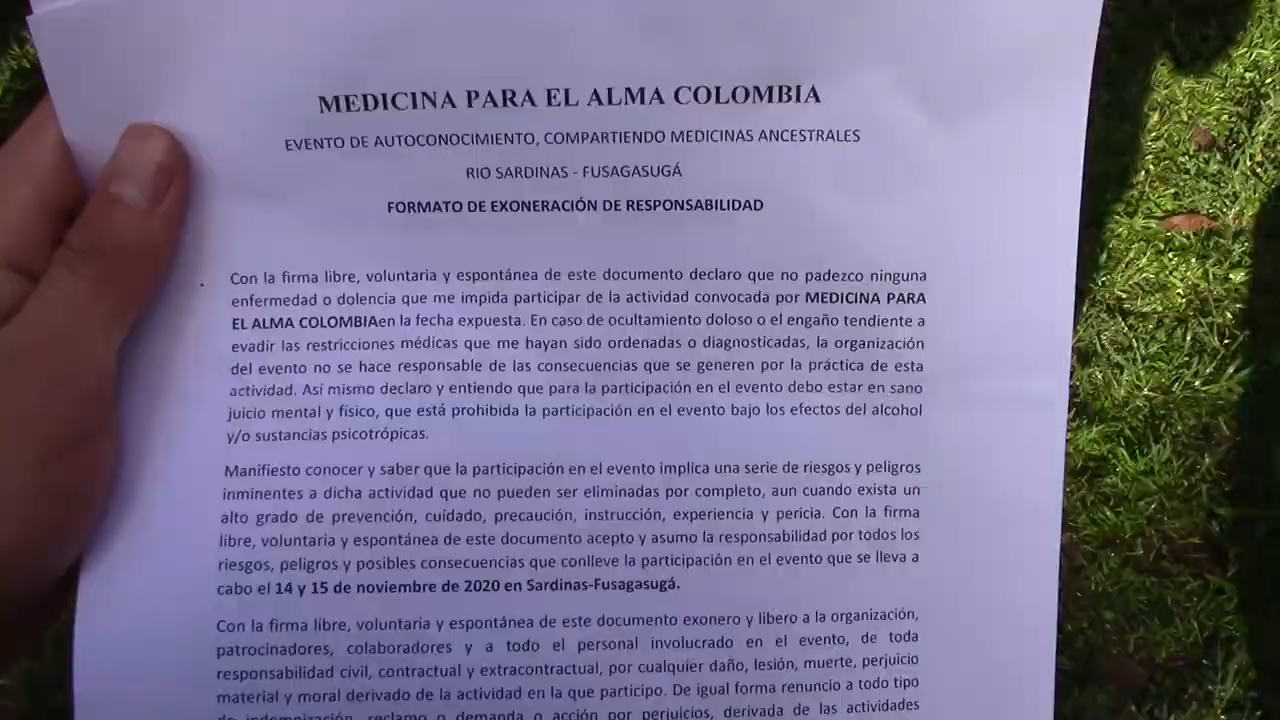 MEDICINA PARA EL ALMA COLOMBIA
EVENTO DE AUTOCONOCIMIENTO, COMPARTIENDO MEDICINAS ANCESTRALES
RIO SARDINAS - FUSAGASUGÁ
FORMATO DE EXONERACIÓN DE RESPONSABILIDAD
Con la firma libre, voluntaria y espontánea de este documento declaro que no padezco ninguna
enfermedad o dolencia que me impida participar de la actividad convocada por MEDICINA PARA
EL ALMA COLOMBIAen la fecha expuesta. En caso de ocultamiento doloso o el engaño tendiente a
evadir las restricciones médicas que me hayan sido ordenadas o diagnosticadas, la organización
del evento no se hace responsable de las consecuencias que se generen por la práctica de esta
actividad. Así mismo declaro y entiendo que para la participación en el evento debo estar en sano
juicio mental y físico, que está prohibida la participación en el evento bajo los efectos del alcohol
y/o sustancias psicotrópicas.
Manifiesto conocer y saber que la participación en el evento implica una serie de riesgos y peligros
inminentes a dicha actividad que no pueden ser eliminadas por completo, aun cuando exista un
alto grado de prevención, cuidado, precaución, instrucción, experiencia y pericia. Con la firma
libre, voluntaria y espontánea de este documento acepto y asumo la responsabilidad por todos los
riesgos, peligros y posibles consecuencias que conlleve la participación en el evento que se lleva a
cabo el 14 y 15 de noviembre de 2020 en Sardinas-Fusagasugá.
Con la firma libre, voluntaria y espontánea de este documento exonero y libero a la organización,
patrocinadores, colaboradores y a todo el personal involucrado en el evento, de toda
responsabilidad civil, contractual y extracontractual, por cualquier daño, lesión, muerte, perjuicio
material y moral derivado de la actividad en la que participo. De igual forma renuncio a todo tipo
de indemnización, reclamo o demanda o acción por perjuicios, derivada de las actividades